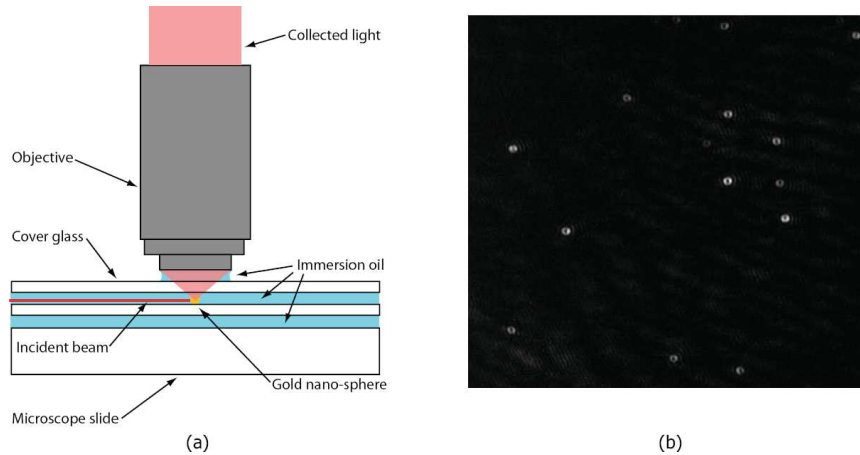 Collected light
Objective
Cover glass
Immersion oil
Incident beam
Gold nano-sphere
Microscope slide
(a)
(b)